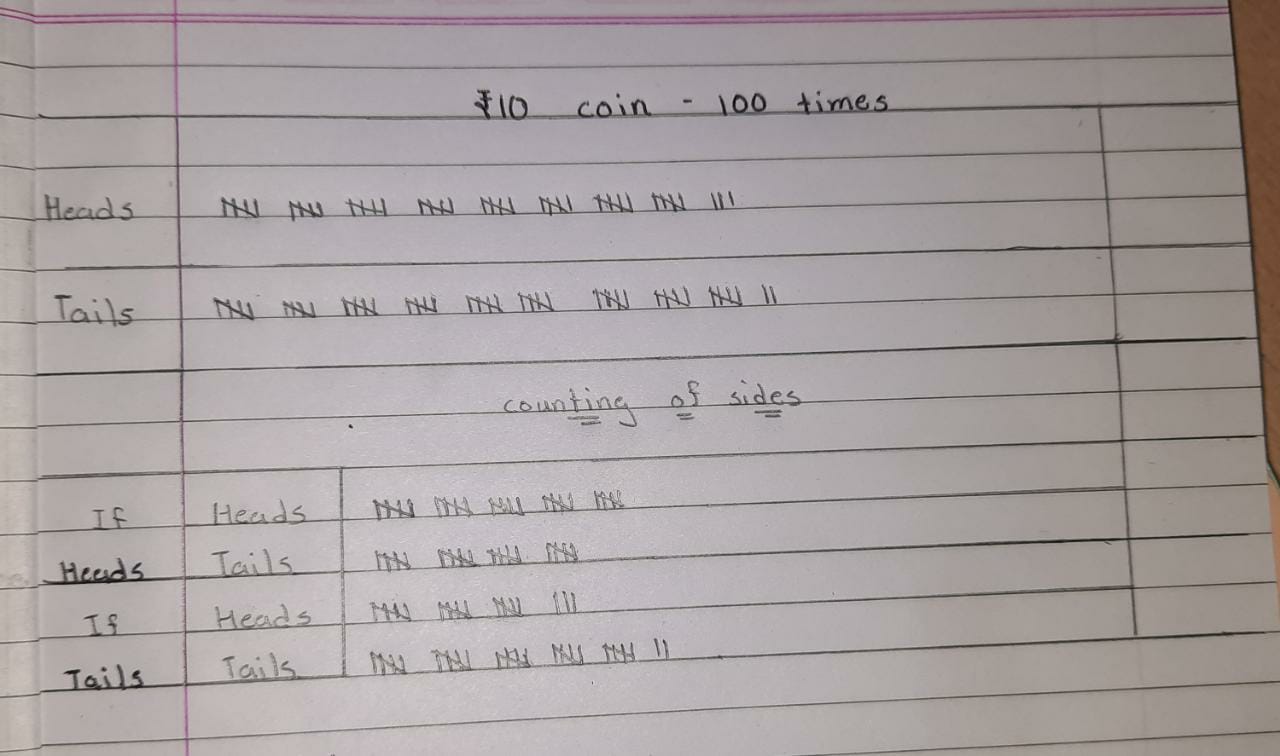 ₹10 coin - 100 times
Heads 𝍸 𝍸 𝍸 𝍸 𝍸 𝍸 𝍸 𝍸 |||
Tails 𝍸 𝍸 𝍸 𝍸 𝍸 𝍸 𝍸 𝍸 𝍸 ||
counting of sides
If Heads 𝍸 𝍸 𝍸 𝍸 𝍸
Heads Tails 𝍸 𝍸 𝍸 𝍸
If Heads 𝍸 𝍸 𝍸 |||
Tails Tails 𝍸 𝍸 𝍸 𝍸 𝍸 ||